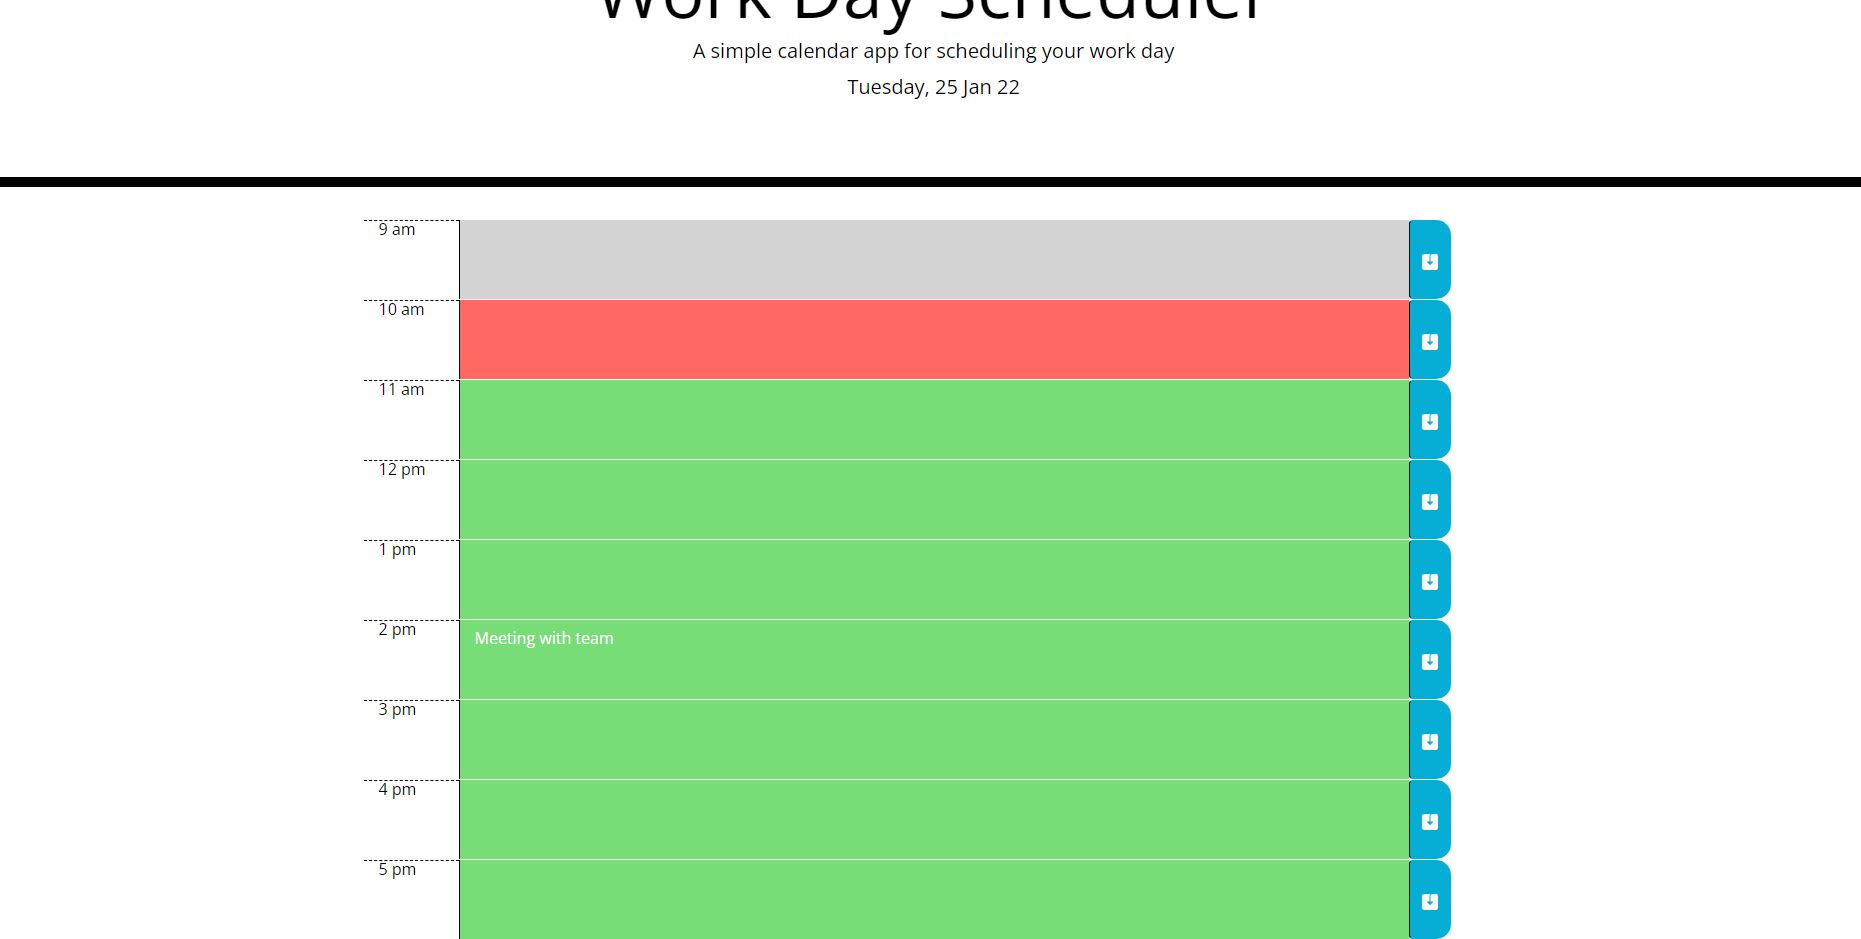 Work Day Scheduler
A simple calendar app for scheduling your work day
Tuesday, 25 Jan 22
9 am
10 am
11 am
12 pm
1 pm
2 pm
Meeting with team
3 pm
4 pm
5 pm